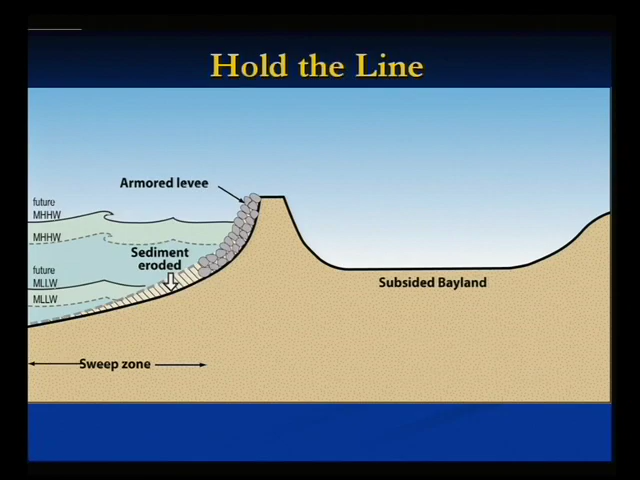 Hold the Line
Armored levee
future
MHHW
MHHW
Sediment
eroded
future
MLLW
MLLW
Subsided Bayland
Sweep zone